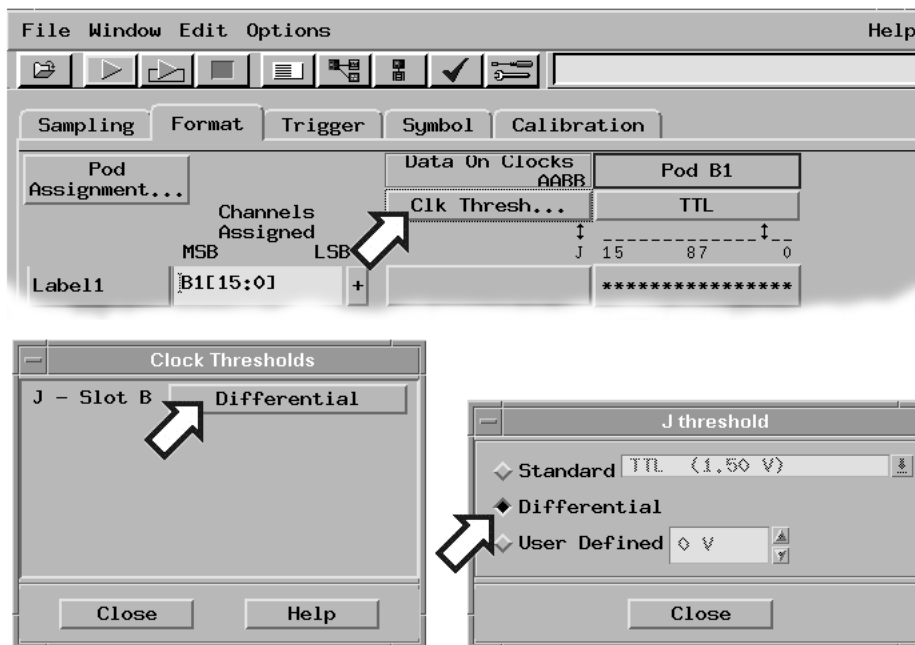 File Window Edit Options Help
Sampling Format Trigger Symbol Calibration
Pod Assignment...
Data On Clocks
AABB
Pod B1
Clk Thresh...
TTL
Channels
Assigned
MSB LSB
J 15 87 0
Label1 B1[15:0] + ****************
Clock Thresholds
J - Slot B Differential
Close Help
J threshold
Standard TTL (1.50 V)
Differential
User Defined 0 V
Close